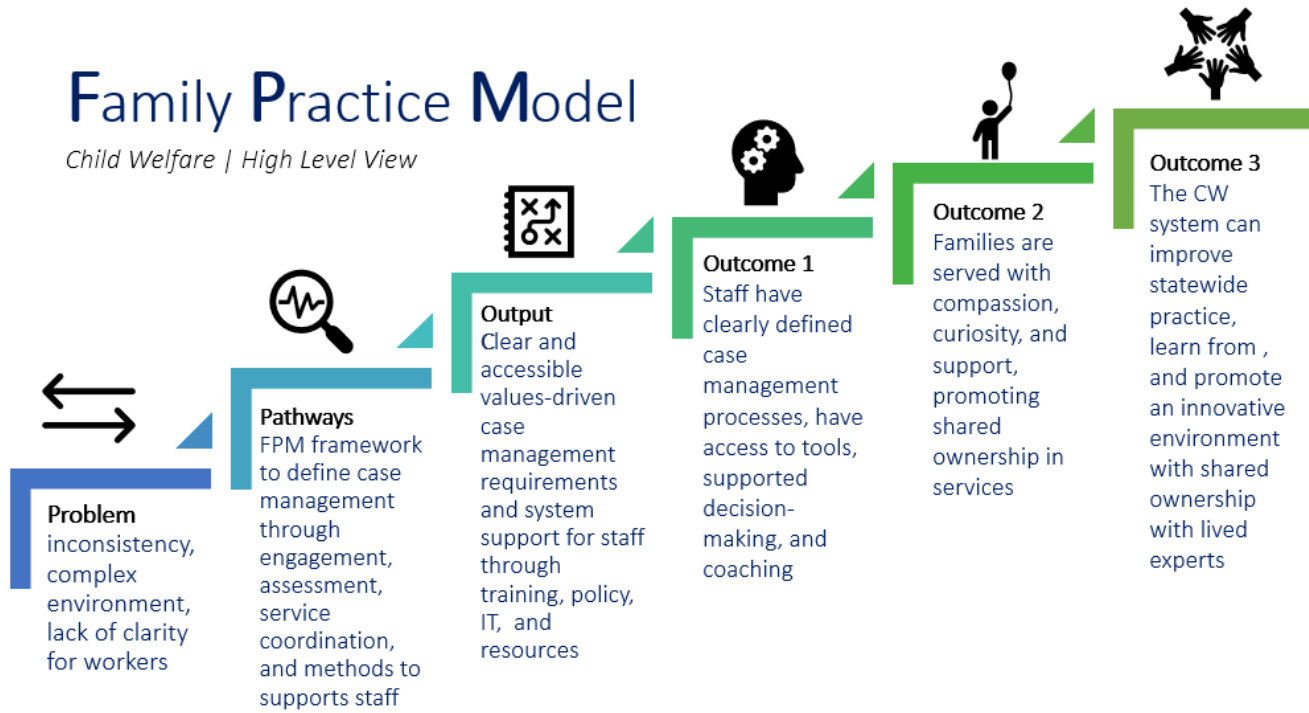 Family Practice Model
Child Welfare | High Level View
Problem
inconsistency,
complex
environment,
lack of clarity
for workers
Pathways
FPM framework
to define case
management
through
engagement,
assessment,
service
coordination,
and methods to
supports staff
Output
Clear and
accessible
values-driven
case
management
requirements
and system
support for staff
through
training, policy,
IT, and
resources
Outcome 1
Staff have
clearly defined
case
management
processes, have
access to tools,
supported
decision-
making, and
coaching
Outcome 2
Families are
served with
compassion,
curiosity, and
support,
promoting
shared
ownership in
services
Outcome 3
The CW
system can
improve
statewide
practice,
learn from ,
and promote
an innovative
environment
with shared
ownership
with lived
experts